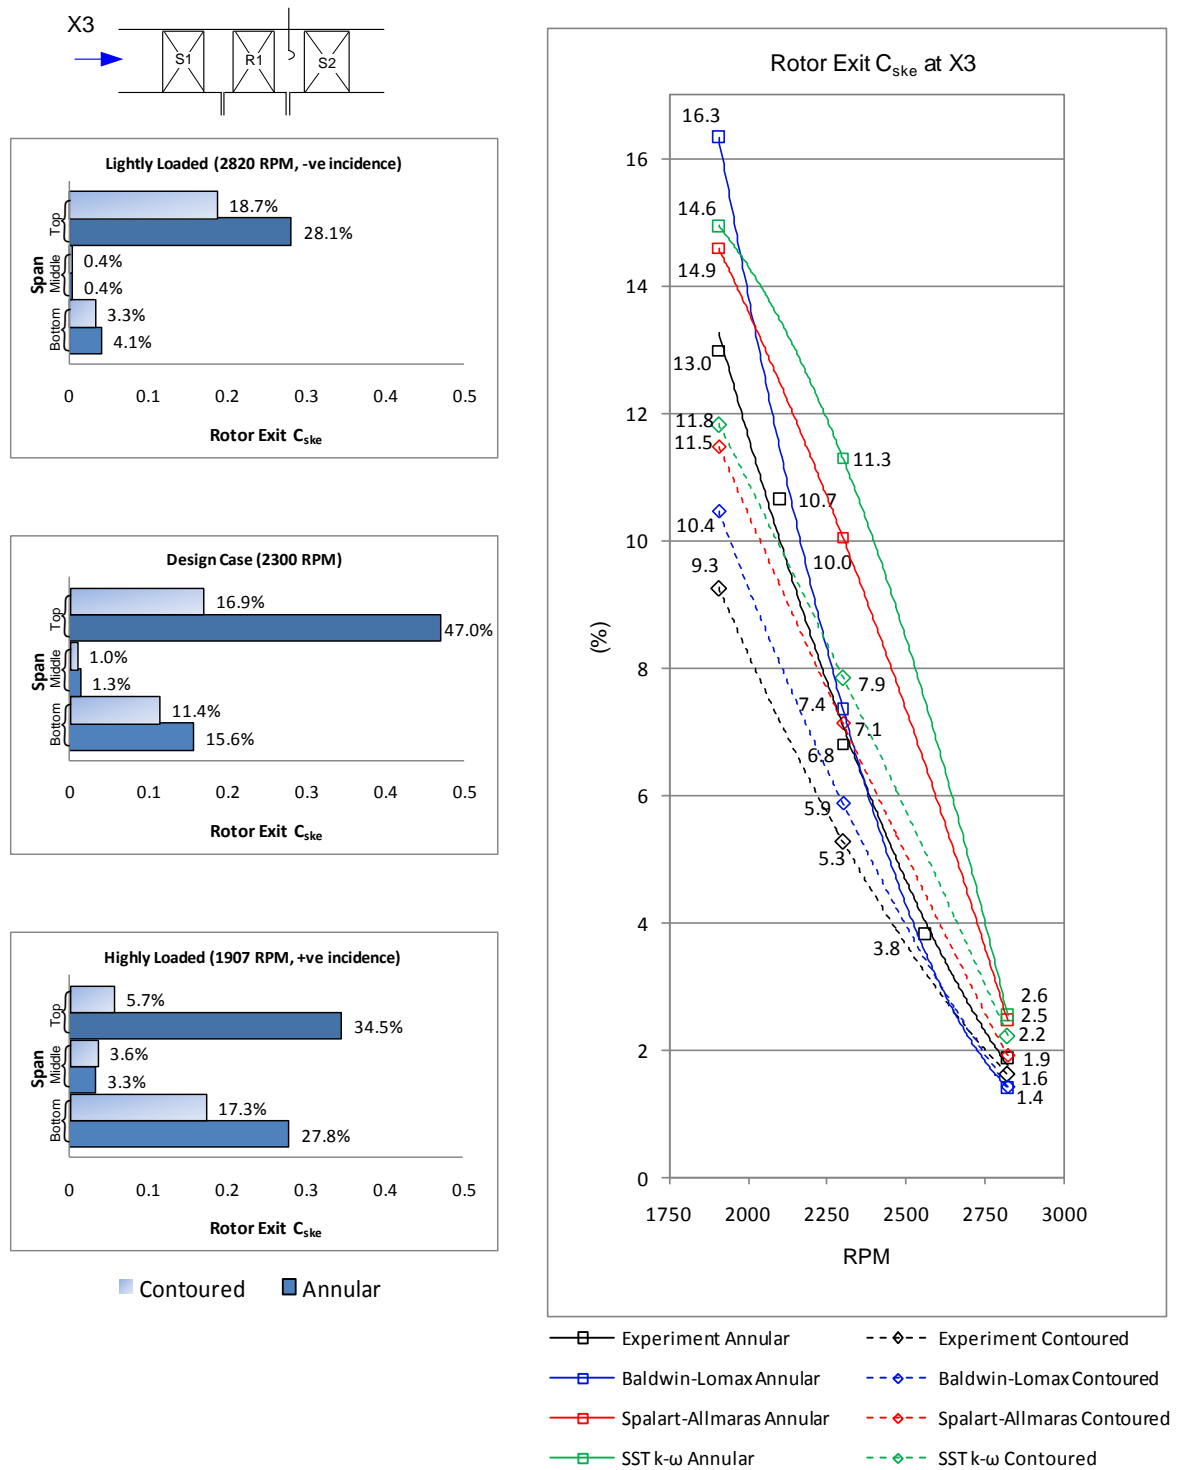 X3
S1
R1
S2
Lightly Loaded (2820 RPM, -ve incidence)
Span
Top
Middle
Bottom
18.7%
28.1%
0.4%
0.4%
3.3%
4.1%
0 0.1 0.2 0.3 0.4 0.5
Rotor Exit Cske
Design Case (2300 RPM)
Span
Top
Middle
Bottom
16.9%
47.0%
1.0%
1.3%
11.4%
15.6%
0 0.1 0.2 0.3 0.4 0.5
Rotor Exit Cske
Highly Loaded (1907 RPM, +ve incidence)
Span
Top
Middle
Bottom
5.7%
34.5%
3.6%
3.3%
17.3%
27.8%
0 0.1 0.2 0.3 0.4 0.5
Rotor Exit Cske
Contoured Annular
Rotor Exit Cske at X3
(%)
16
14
12
10
8
6
4
2
0
16.3
14.6
14.9
13.0
11.8
11.5
10.4
9.3
10.7
11.3
10.0
7.9
7.4
7.1
6.8
5.9
5.3
3.8
2.6
2.5
2.2
1.9
1.6
1.4
1750 2000 2250 2500 2750 3000
RPM
Experiment Annular Experiment Contoured
Baldwin-Lomax Annular Baldwin-Lomax Contoured
Spalart-Allmaras Annular Spalart-Allmaras Contoured
SST k-ω Annular SST k-ω Contoured